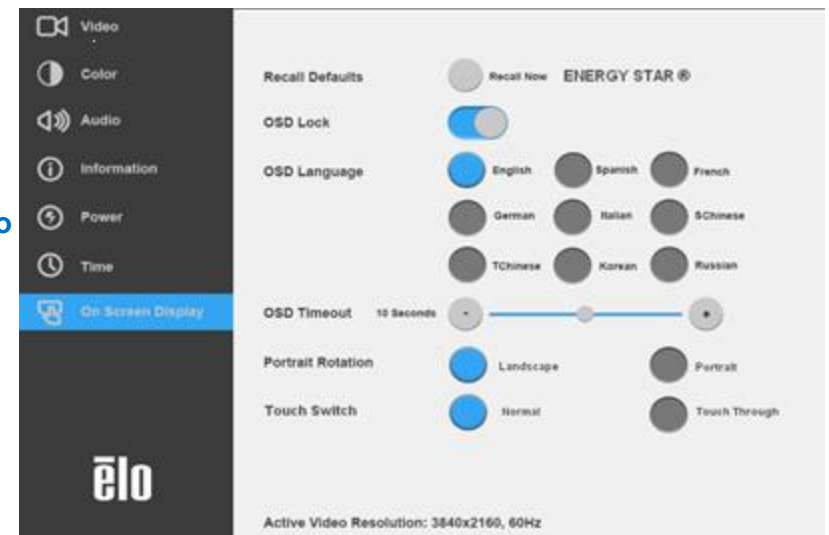 Video
Color
Audio
Information
Power
Time
On Screen Display
ēlo
o
Recall Defaults Recall Now ENERGY STAR ®
OSD Lock
OSD Language English Spanish French
German Italian SChinese
TChinese Korean Russian
OSD Timeout 10 Seconds - +
Portrait Rotation Landscape Portrait
Touch Switch Normal Touch Through
Active Video Resolution: 3840x2160, 60Hz